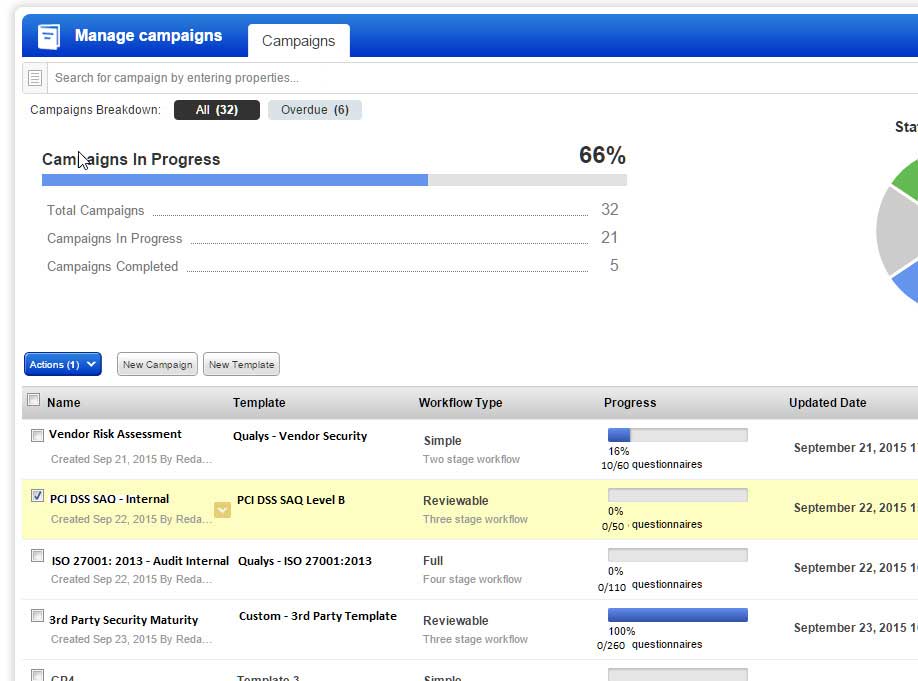 Manage campaigns
Campaigns
Search for campaign by entering properties...
Campaigns Breakdown: All (32) Overdue (6)
Campaigns In Progress 66%
Total Campaigns 32
Campaigns In Progress 21
Campaigns Completed 5
Actions (1) New Campaign New Template
Name Template Workflow Type Progress Updated Date
Vendor Risk Assessment Qualys - Vendor Security Simple
Created Sep 21, 2015 By Reda... Two stage workflow
16%
10/60 questionnaires
September 21, 2015
PCI DSS SAQ - Internal PCI DSS SAQ Level B Reviewable
Created Sep 22, 2015 By Reda... Three stage workflow
0%
0/50 questionnaires
September 22, 2015
ISO 27001: 2013 - Audit Internal Qualys - ISO 27001:2013 Full
Created Sep 22, 2015 By Reda... Four stage workflow
0%
0/110 questionnaires
September 22, 2015
3rd Party Security Maturity Custom - 3rd Party Template Reviewable
Created Sep 23, 2015 By Reda... Three stage workflow
100%
0/260 questionnaires
September 23, 2015
Template 3 Simple